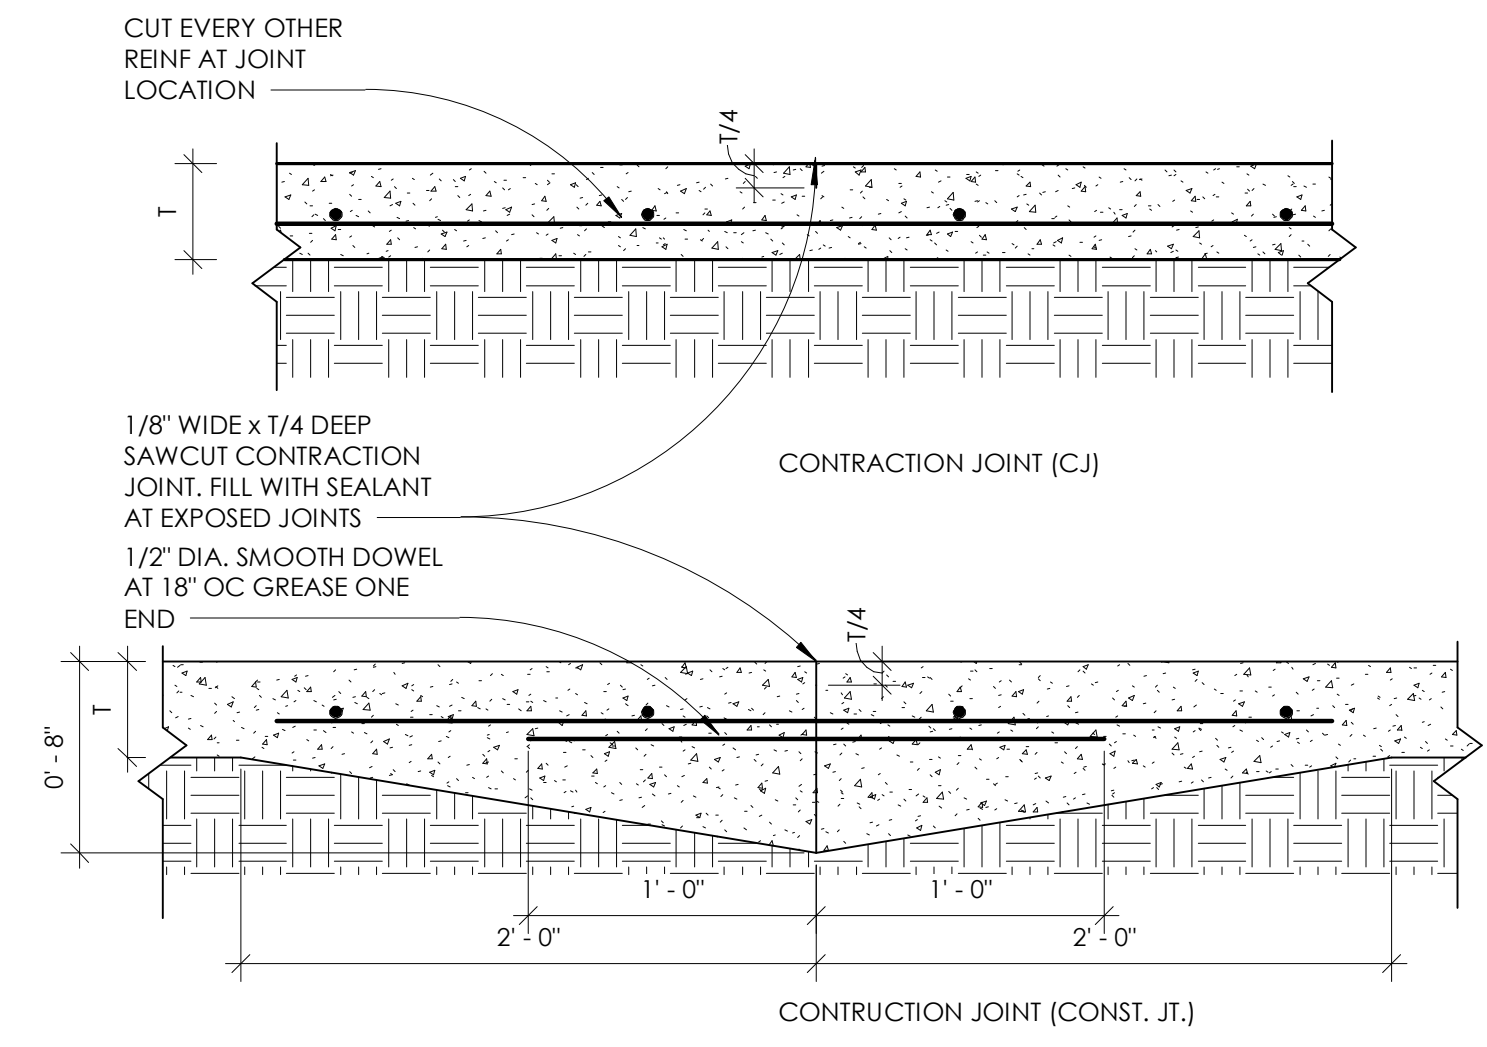 CUT EVERY OTHER
REINF AT JOINT
LOCATION
T/4
T
1/8" WIDE x T/4 DEEP
SAWCUT CONTRACTION
JOINT. FILL WITH SEALANT
AT EXPOSED JOINTS
CONTRACTION JOINT (CJ)
1/2" DIA. SMOOTH DOWEL
AT 18" OC GREASE ONE
END
T/4
T
0' - 8"
1' - 0"
1' - 0"
2' - 0"
2' - 0"
CONTRUCTION JOINT (CONST. JT.)